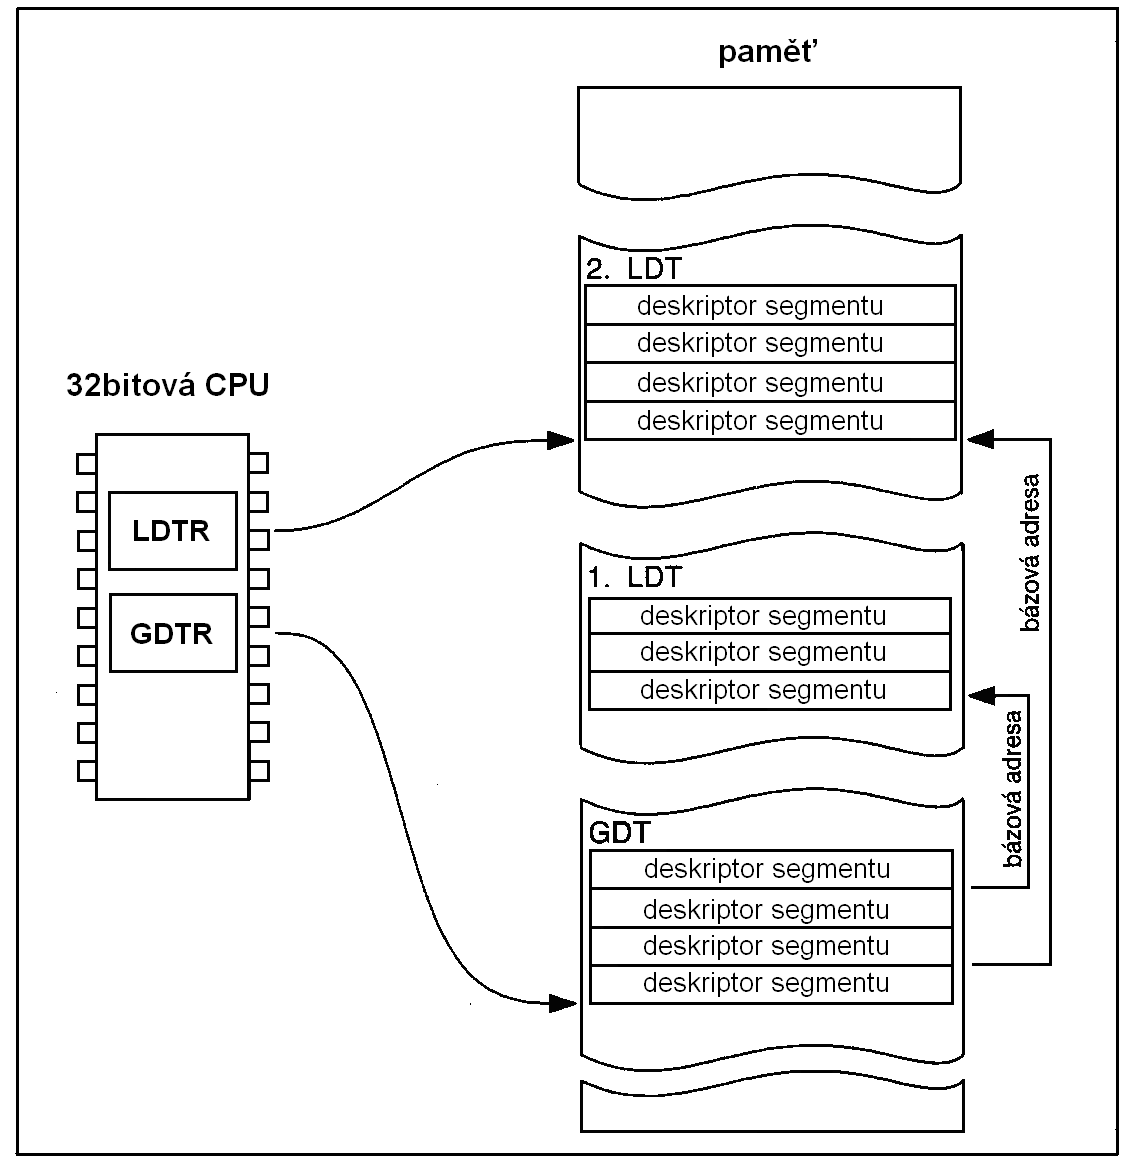 paměť
2. LDT
deskriptor segmentu
deskriptor segmentu
deskriptor segmentu
deskriptor segmentu
32bitová CPU
LDTR
GDTR
bázová adresa
1. LDT
deskriptor segmentu
deskriptor segmentu
deskriptor segmentu
bázová adresa
GDT
deskriptor segmentu
deskriptor segmentu
deskriptor segmentu
deskriptor segmentu